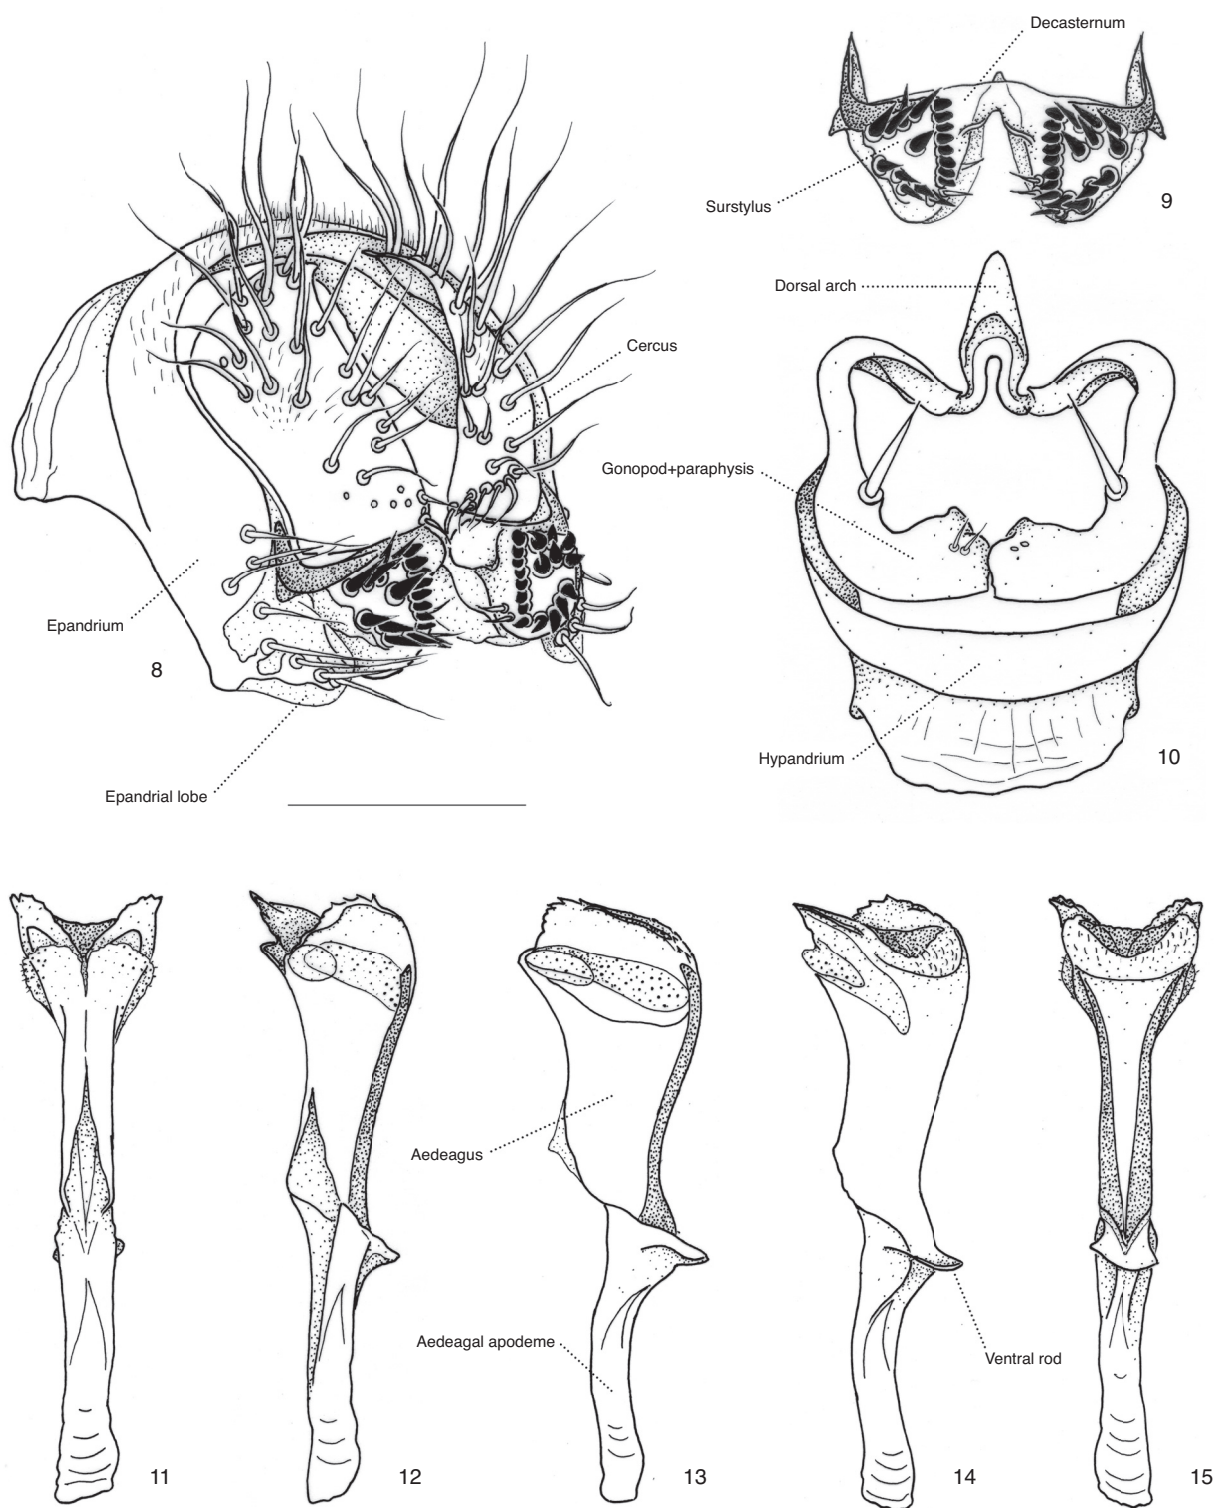 Decasternum
Surstylus
9
Dorsal arch
Cercus
Gonopod+paraphysis
Epandrium
8
Hypandrium
10
Epandrial lobe
Aedeagus
Aedeagal apodeme
Ventral rod
11
12
13
14
15